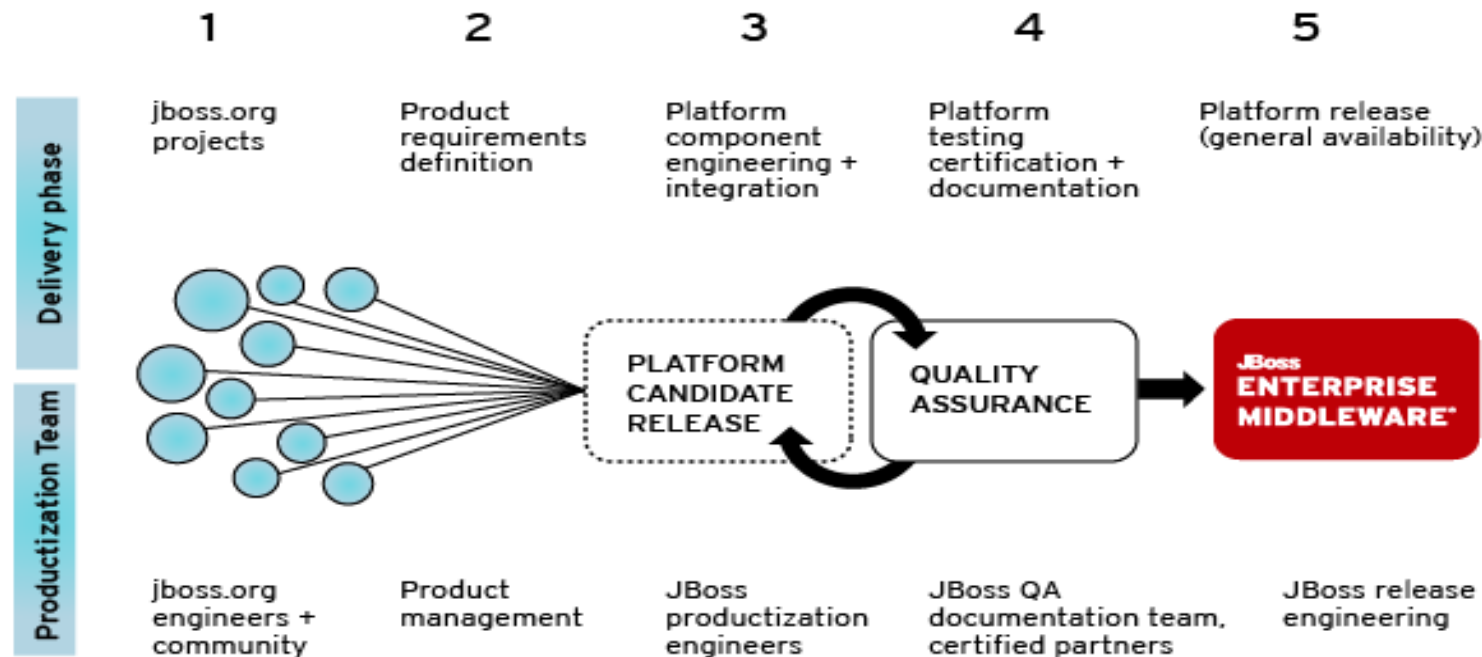 1 2 3 4 5
Delivery phase
jboss.org
projects
Product
requirements
definition
Platform
component
engineering +
integration
Platform
testing
certification +
documentation
Platform release
(general availability)
PLATFORM
CANDIDATE
RELEASE
QUALITY
ASSURANCE
JBoss
ENTERPRISE
MIDDLEWARE
Productization Team
jboss.org
engineers +
community
Product
management
JBoss
productization
engineers
JBoss QA
documentation team,
certified partners
JBoss release
engineering